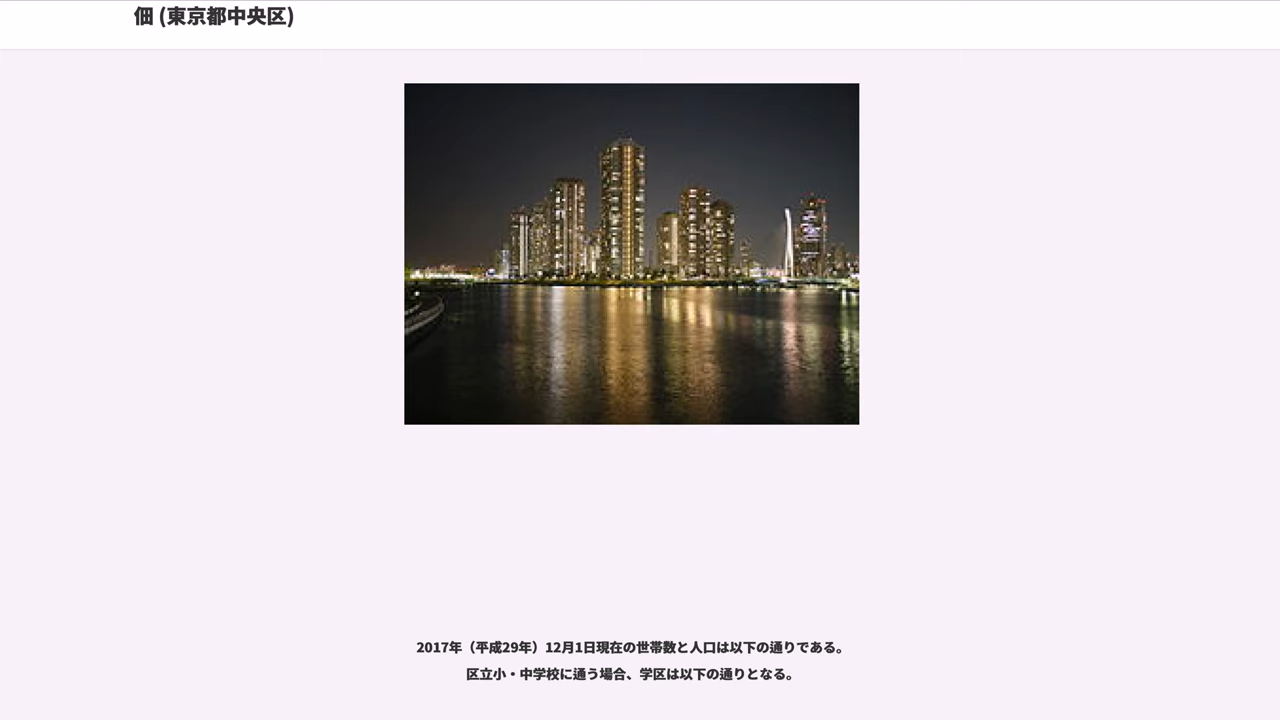 佃 (東京都中央区)
2017年（平成29年）12月1日現在の世帯数と人口は以下の通りである。
区立小・中学校に通う場合、学区は以下の通りとなる。